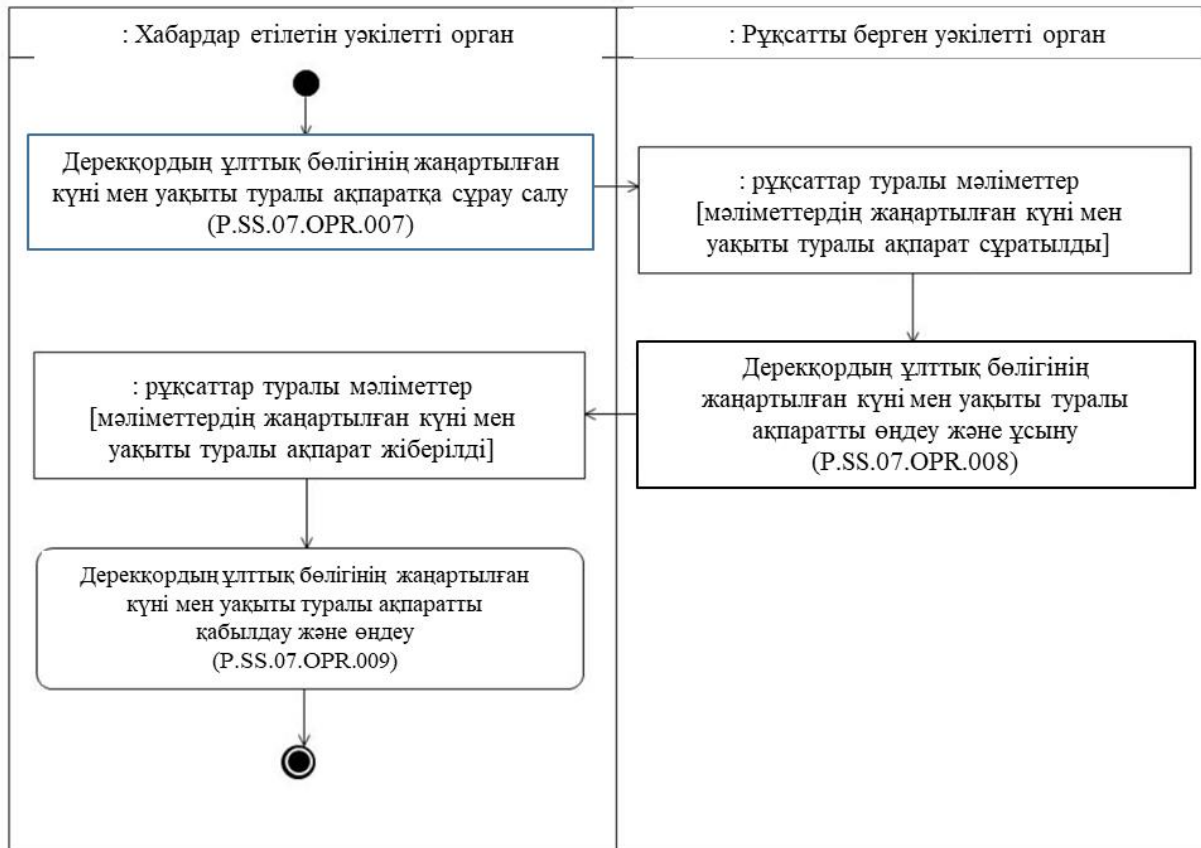 : Хабардар етілетін уәкілетті орган
: Рұқсатты берген уәкілетті орган
Дерекқордың ұлттық бөлігінің жаңартылған
күні мен уақыты туралы ақпаратқа сұрау салу
(P.SS.07.OPR.007)
: рұқсаттар туралы мәліметтер
[мәліметтердің жаңартылған күні мен
уақыты туралы ақпарат сұратылды]
Дерекқордың ұлттық бөлігінің
жаңартылған күні мен уақыты туралы
ақпаратты өңдеу және ұсыну
(P.SS.07.OPR.008)
: рұқсаттар туралы мәліметтер
[мәліметтердің жаңартылған күні мен
уақыты туралы ақпарат жіберілді]
Дерекқордың ұлттық бөлігінің жаңартылған
күні мен уақыты туралы ақпаратты
қабылдау және өңдеу
(P.SS.07.OPR.009)